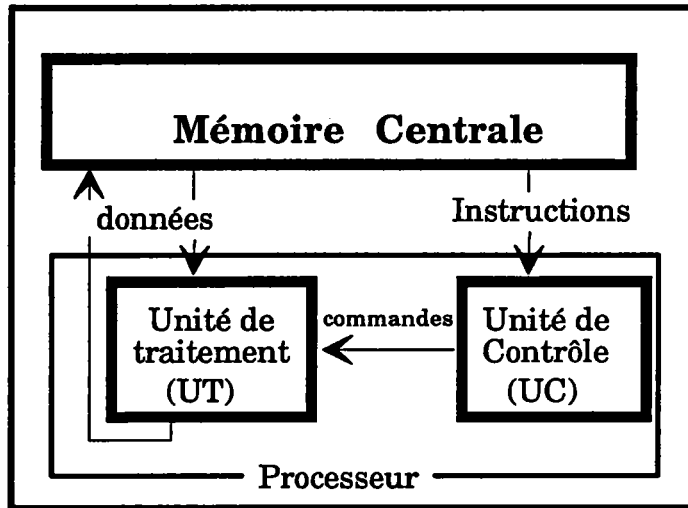 Mémoire Centrale
données
Instructions
Unité de
traitement
(UT)
commandes
Unité de
Contrôle
(UC)
Processeur